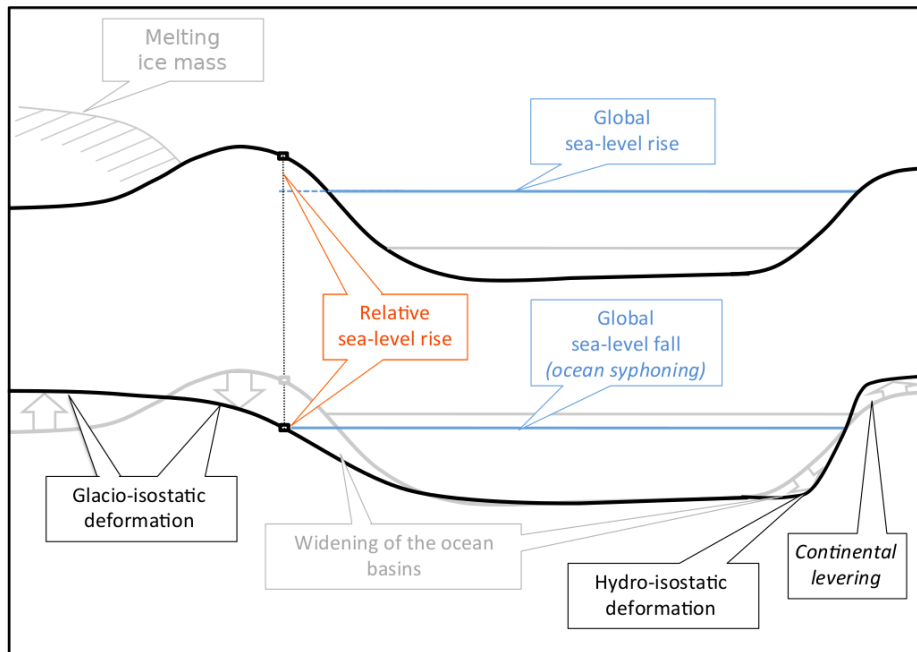 Melting
ice mass
Global
sea-level rise
Relative
sea-level rise
Global
sea-level fall
(ocean syphoning)
Glacio-isostatic
deformation
Widening of the ocean
basins
Hydro-isostatic
deformation
Continental
levering